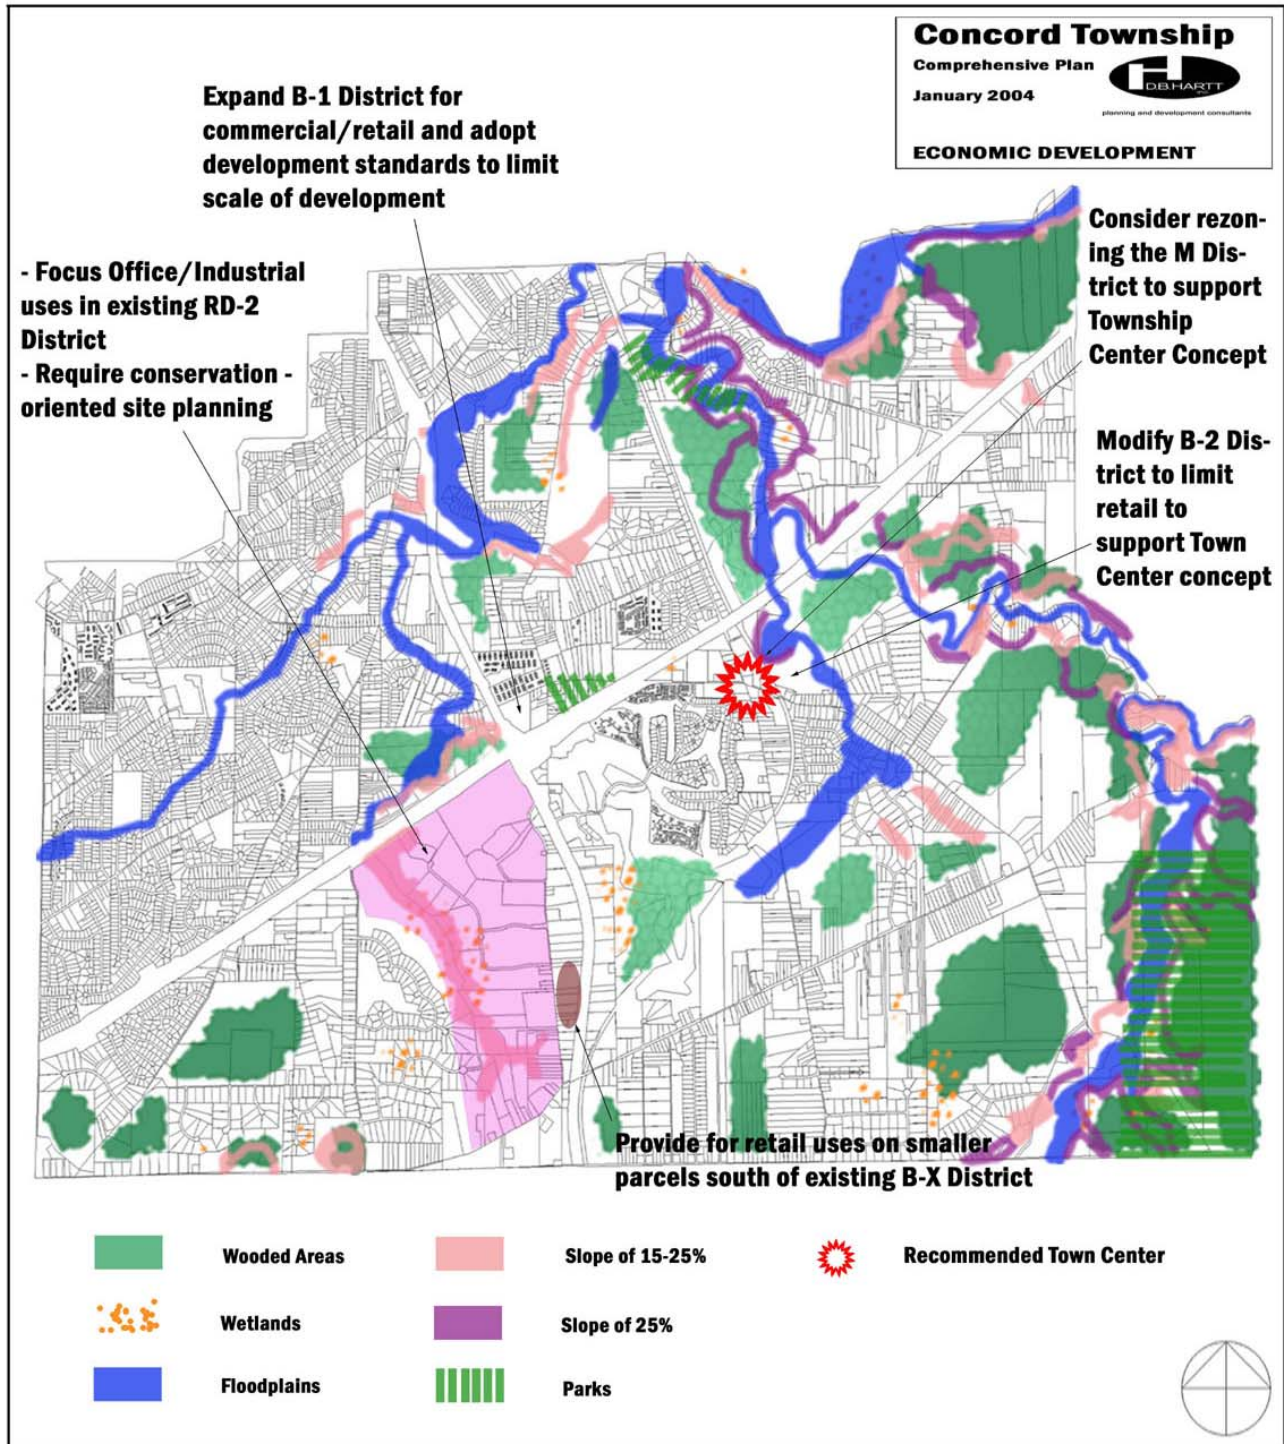 Concord Township
Comprehensive Plan
January 2004
H
D.B.HARTT
INC.
planning and development consultants
ECONOMIC DEVELOPMENT
Expand B-1 District for
commercial/retail and adopt
development standards to limit
scale of development
- Focus Office/Industrial
uses in existing RD-2
District
- Require conservation -
oriented site planning
Consider rezon-
ing the M Dis-
trict to support
Township
Center Concept
Modify B-2 Dis-
trict to limit
retail to
support Town
Center concept
Provide for retail uses on smaller
parcels south of existing B-X District
Wooded Areas
Slope of 15-25%
Recommended Town Center
Wetlands
Slope of 25%
Floodplains
Parks